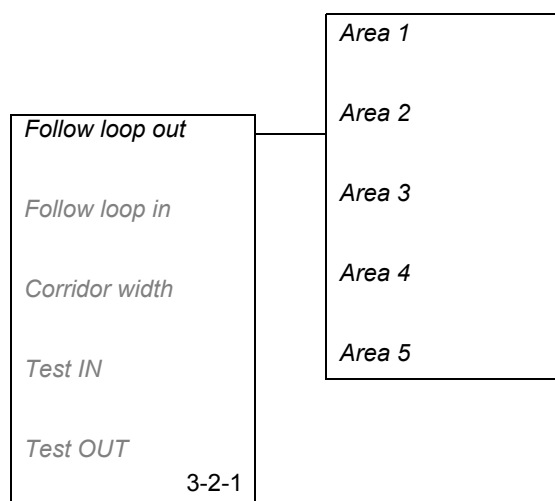 Follow loop out
Follow loop in
Corridor width
Test IN
Test OUT
3-2-1
Area 1
Area 2
Area 3
Area 4
Area 5